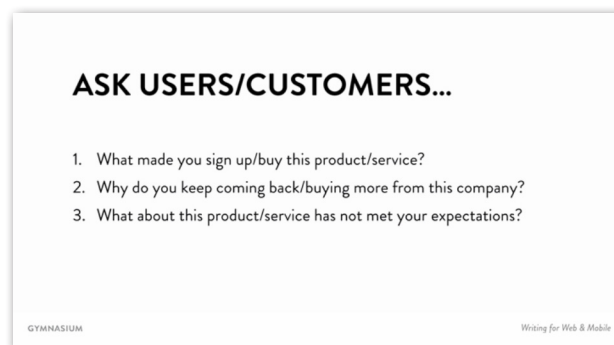 ASK USERS/CUSTOMERS...
1. What made you sign up/buy this product/service?
2. Why do you keep coming back/buying more from this company?
3. What about this product/service has not met your expectations?
GYMNASIUM
Writing for Web & Mobile